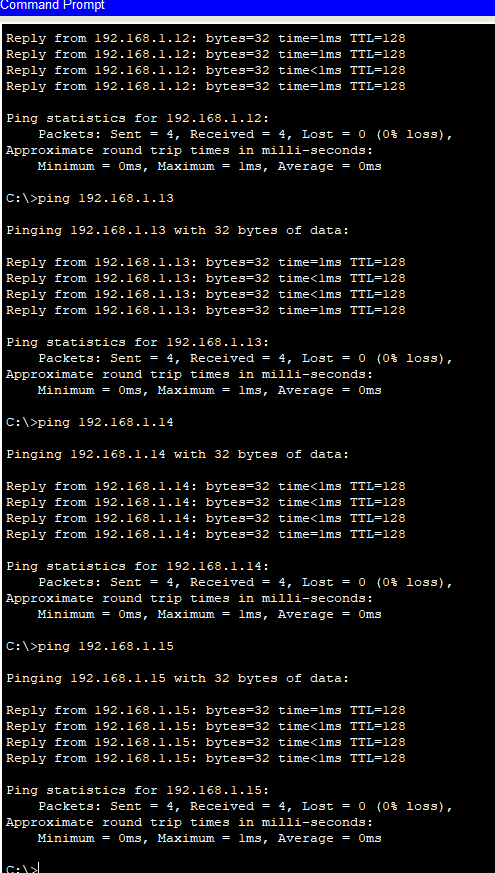 Command Prompt
Reply from 192.168.1.12: bytes=32 time=1ms TTL=128
Reply from 192.168.1.12: bytes=32 time=1ms TTL=128
Reply from 192.168.1.12: bytes=32 time<1ms TTL=128
Reply from 192.168.1.12: bytes=32 time=1ms TTL=128
Ping statistics for 192.168.1.12:
Packets: Sent = 4, Received = 4, Lost = 0 (0% loss),
Approximate round trip times in milli-seconds:
Minimum = 0ms, Maximum = 1ms, Average = 0ms
C:\>ping 192.168.1.13
Pinging 192.168.1.13 with 32 bytes of data:
Reply from 192.168.1.13: bytes=32 time=1ms TTL=128
Reply from 192.168.1.13: bytes=32 time<1ms TTL=128
Reply from 192.168.1.13: bytes=32 time<1ms TTL=128
Reply from 192.168.1.13: bytes=32 time=1ms TTL=128
Ping statistics for 192.168.1.13:
Packets: Sent = 4, Received = 4, Lost = 0 (0% loss),
Approximate round trip times in milli-seconds:
Minimum = 0ms, Maximum = 1ms, Average = 0ms
C:\>ping 192.168.1.14
Pinging 192.168.1.14 with 32 bytes of data:
Reply from 192.168.1.14: bytes=32 time<1ms TTL=128
Reply from 192.168.1.14: bytes=32 time<1ms TTL=128
Reply from 192.168.1.14: bytes=32 time<1ms TTL=128
Reply from 192.168.1.14: bytes=32 time=1ms TTL=128
Ping statistics for 192.168.1.14:
Packets: Sent = 4, Received = 4, Lost = 0 (0% loss),
Approximate round trip times in milli-seconds:
Minimum = 0ms, Maximum = 1ms, Average = 0ms
C:\>ping 192.168.1.15
Pinging 192.168.1.15 with 32 bytes of data:
Reply from 192.168.1.15: bytes=32 time=1ms TTL=128
Reply from 192.168.1.15: bytes=32 time<1ms TTL=128
Reply from 192.168.1.15: bytes=32 time<1ms TTL=128
Reply from 192.168.1.15: bytes=32 time<1ms TTL=128
Ping statistics for 192.168.1.15:
Packets: Sent = 4, Received = 4, Lost = 0 (0% loss),
Approximate round trip times in milli-seconds:
Minimum = 0ms, Maximum = 1ms, Average = 0ms
C:\>